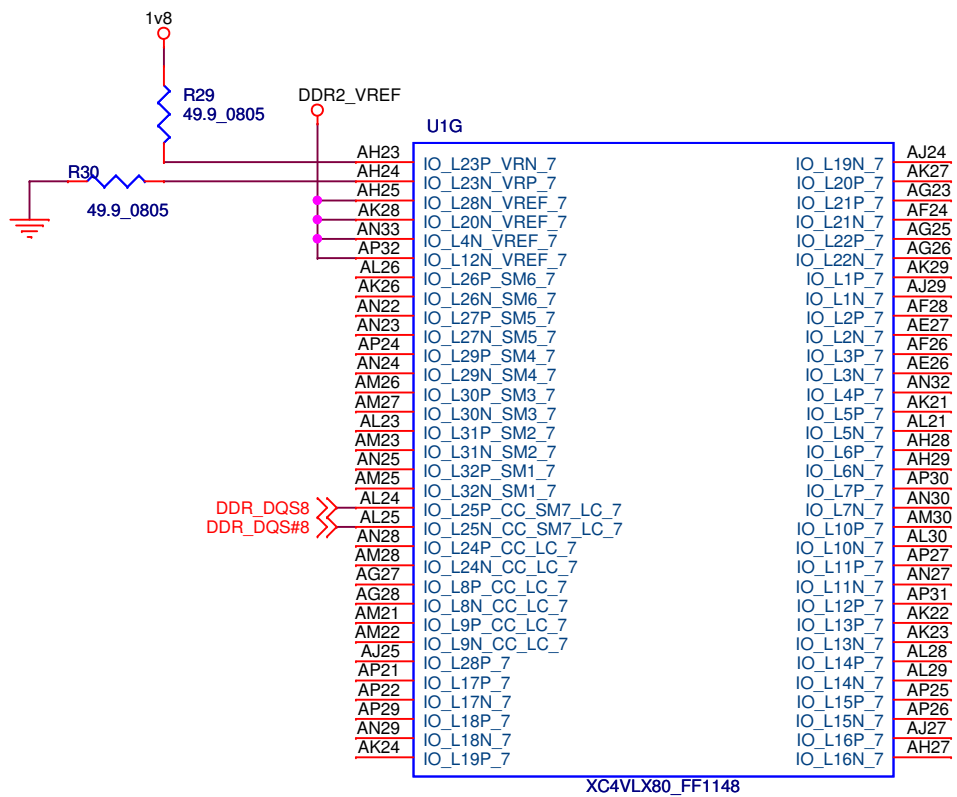 1v8
R29
49.9_0805
DDR2_VREF
R30
49.9_0805
U1G
AH23 IO_L23P_VRN_7 IO_L19N_7 AJ24
AH24 IO_L23N_VRP_7 IO_L20P_7 AK27
AH25 IO_L28N_VREF_7 IO_L21P_7 AG23
AK28 IO_L20N_VREF_7 IO_L21N_7 AF24
AN33 IO_L4N_VREF_7 IO_L22P_7 AG25
AP32 IO_L12N_VREF_7 IO_L22N_7 AG26
AL26 IO_L26P_SM6_7 IO_L1P_7 AK29
AK26 IO_L26N_SM6_7 IO_L1N_7 AJ29
AN22 IO_L27P_SM5_7 IO_L2P_7 AF28
AN23 IO_L27N_SM5_7 IO_L2N_7 AE27
AP24 IO_L29P_SM4_7 IO_L3P_7 AF26
AN24 IO_L29N_SM4_7 IO_L3N_7 AE26
AM26 IO_L30P_SM3_7 IO_L4P_7 AN32
AM27 IO_L30N_SM3_7 IO_L5P_7 AK21
AL23 IO_L31P_SM2_7 IO_L5N_7 AL21
AM23 IO_L31N_SM2_7 IO_L6P_7 AH28
AN25 IO_L32P_SM1_7 IO_L6N_7 AH29
AM25 IO_L32N_SM1_7 IO_L7P_7 AP30
DDR_DQS8 AL24 IO_L25P_CC_SM7_LC_7 IO_L7N_7 AN30
DDR_DQS#8 AL25 IO_L25N_CC_SM7_LC_7 IO_L10P_7 AM30
AN28 IO_L24P_CC_LC_7 IO_L10N_7 AL30
AM28 IO_L24N_CC_LC_7 IO_L11P_7 AP27
AG27 IO_L8P_CC_LC_7 IO_L11N_7 AN27
AG28 IO_L8N_CC_LC_7 IO_L12P_7 AP31
AM21 IO_L9P_CC_LC_7 IO_L13P_7 AK22
AM22 IO_L9N_CC_LC_7 IO_L13N_7 AK23
AJ25 IO_L28P_7 IO_L14P_7 AL28
AP21 IO_L17P_7 IO_L14N_7 AL29
AP22 IO_L17N_7 IO_L15P_7 AP25
AP29 IO_L18P_7 IO_L15N_7 AP26
AN29 IO_L18N_7 IO_L16P_7 AJ27
AK24 IO_L19P_7 IO_L16N_7 AH27
XC4VLX80_FF1148